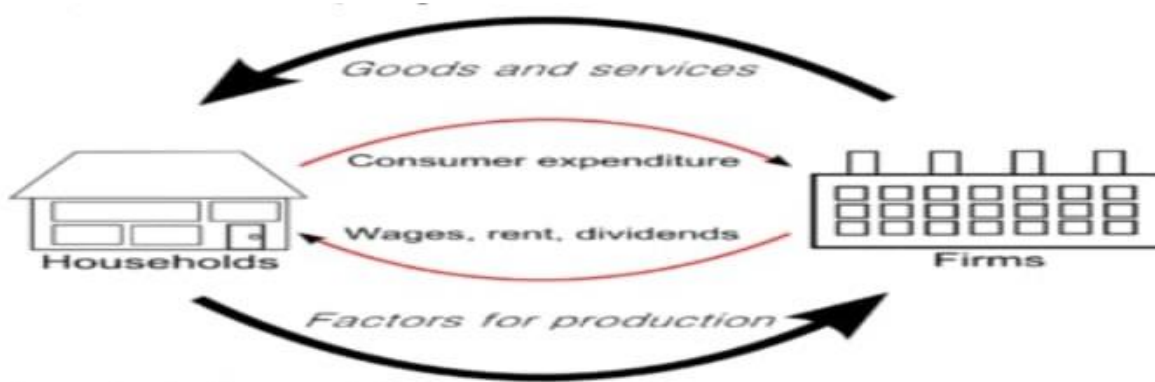 Goods and services
Consumer expenditure
Wages, rent, dividends
Households
Firms
Factors for production